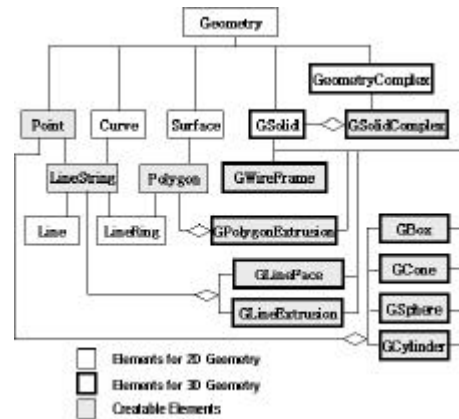 Geometry
GeometryComplex
Point Curve Surface GSolid GSolidComplex
LineString Polygon GWireFrame
Line LineRing GPolygonExtrusion GBox
GLineFace GCone
GLineExtrusion GSphere
GCylinder
Elements for 2D Geometry
Elements for 3D Geometry
Creatable Elements